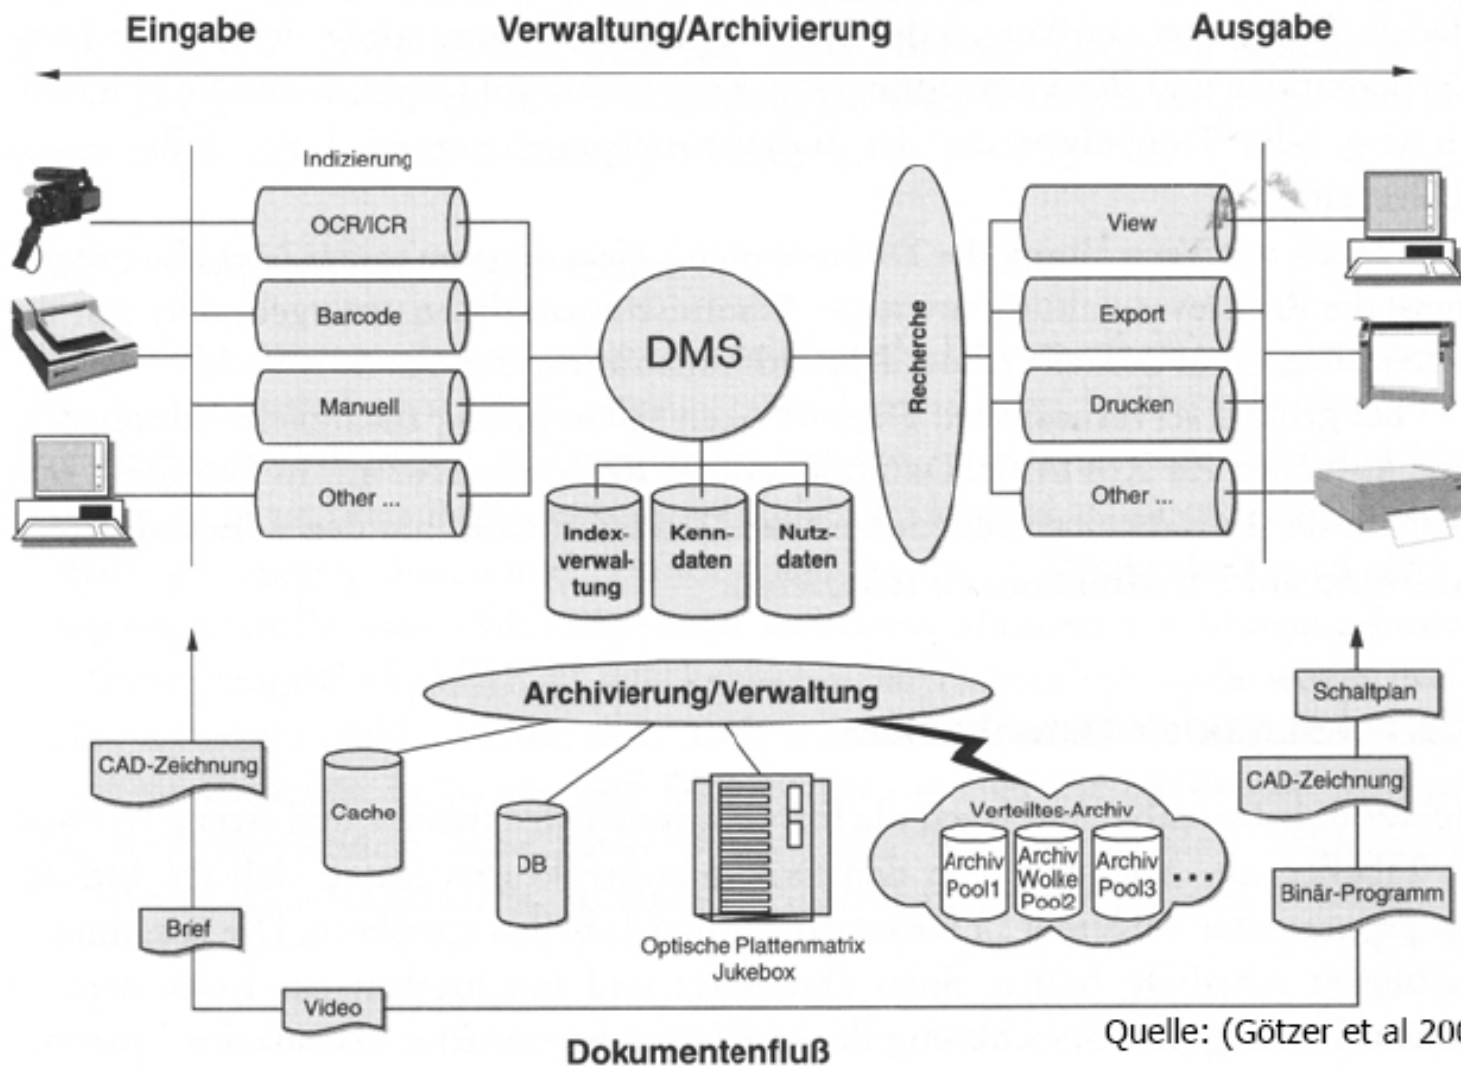 Eingabe
Verwaltung/Archivierung
Ausgabe
Indizierung
OCR/ICR
Barcode
Manuell
Other ...
DMS
Index-
verwal-
tung
Kenn-
daten
Nutz-
daten
Recherche
View
Export
Drucken
Other ...
Archivierung/Verwaltung
Cache
DB
Optische Plattenmatrix
Jukebox
Verteiltes-Archiv
Archiv
Pool1
Archiv
Wolke
Pool2
Archiv
Pool3
...
CAD-Zeichnung
Brief
Video
Schaltplan
CAD-Zeichnung
Binär-Programm
Dokumentenfluß
Quelle: (Götzer et al